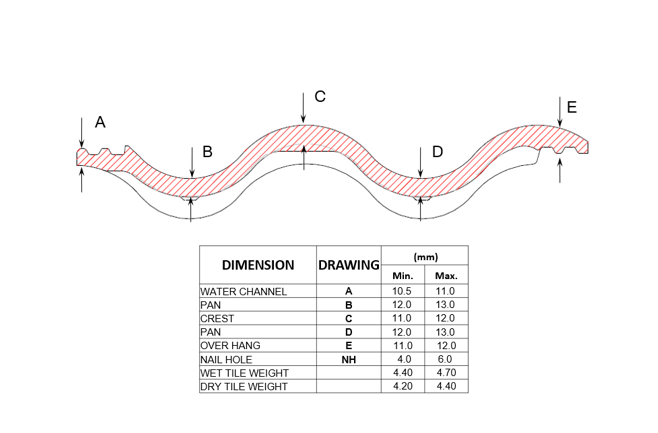 C
E
A
B
D
DIMENSION DRAWING (mm)
Min. Max.
WATER CHANNEL A 10.5 11.0
PAN B 12.0 13.0
CREST C 11.0 12.0
PAN D 12.0 13.0
OVER HANG E 11.0 12.0
NAIL HOLE NH 4.0 6.0
WET TILE WEIGHT 4.40 4.70
DRY TILE WEIGHT 4.20 4.40